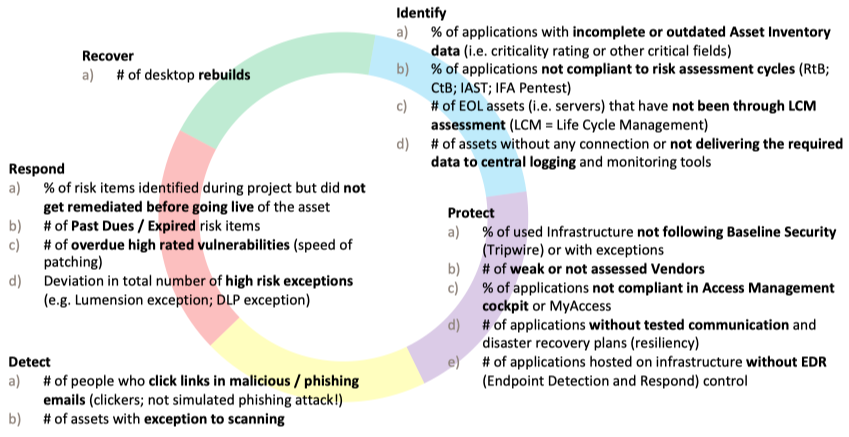 Identify
a) % of applications with incomplete or outdated Asset Inventory
data (i.e. criticality rating or other critical fields)
b) % of applications not compliant to risk assessment cycles (RtB;
CtB; IAST; IFA Pentest)
c) # of EOL assets (i.e. servers) that have not been through LCM
assessment (LCM = Life Cycle Management)
d) # of assets without any connection or not delivering the required
data to central logging and monitoring tools
Protect
a) % of used Infrastructure not following Baseline Security
(Tripwire) or with exceptions
b) # of weak or not assessed Vendors
c) % of applications not compliant in Access Management
cockpit or MyAccess
d) # of applications without tested communication and
disaster recovery plans (resiliency)
e) # of applications hosted on infrastructure without EDR
(Endpoint Detection and Respond) control
Detect
a) # of people who click links in malicious / phishing
emails (clickers; not simulated phishing attack!)
b) # of assets with exception to scanning
Respond
a) % of risk items identified during project but did not
get remediated before going live of the asset
b) # of Past Dues / Expired risk items
c) # of overdue high rated vulnerabilities (speed of
patching)
d) Deviation in total number of high risk exceptions
(e.g. Lumension exception; DLP exception)
Recover
a) # of desktop rebuilds